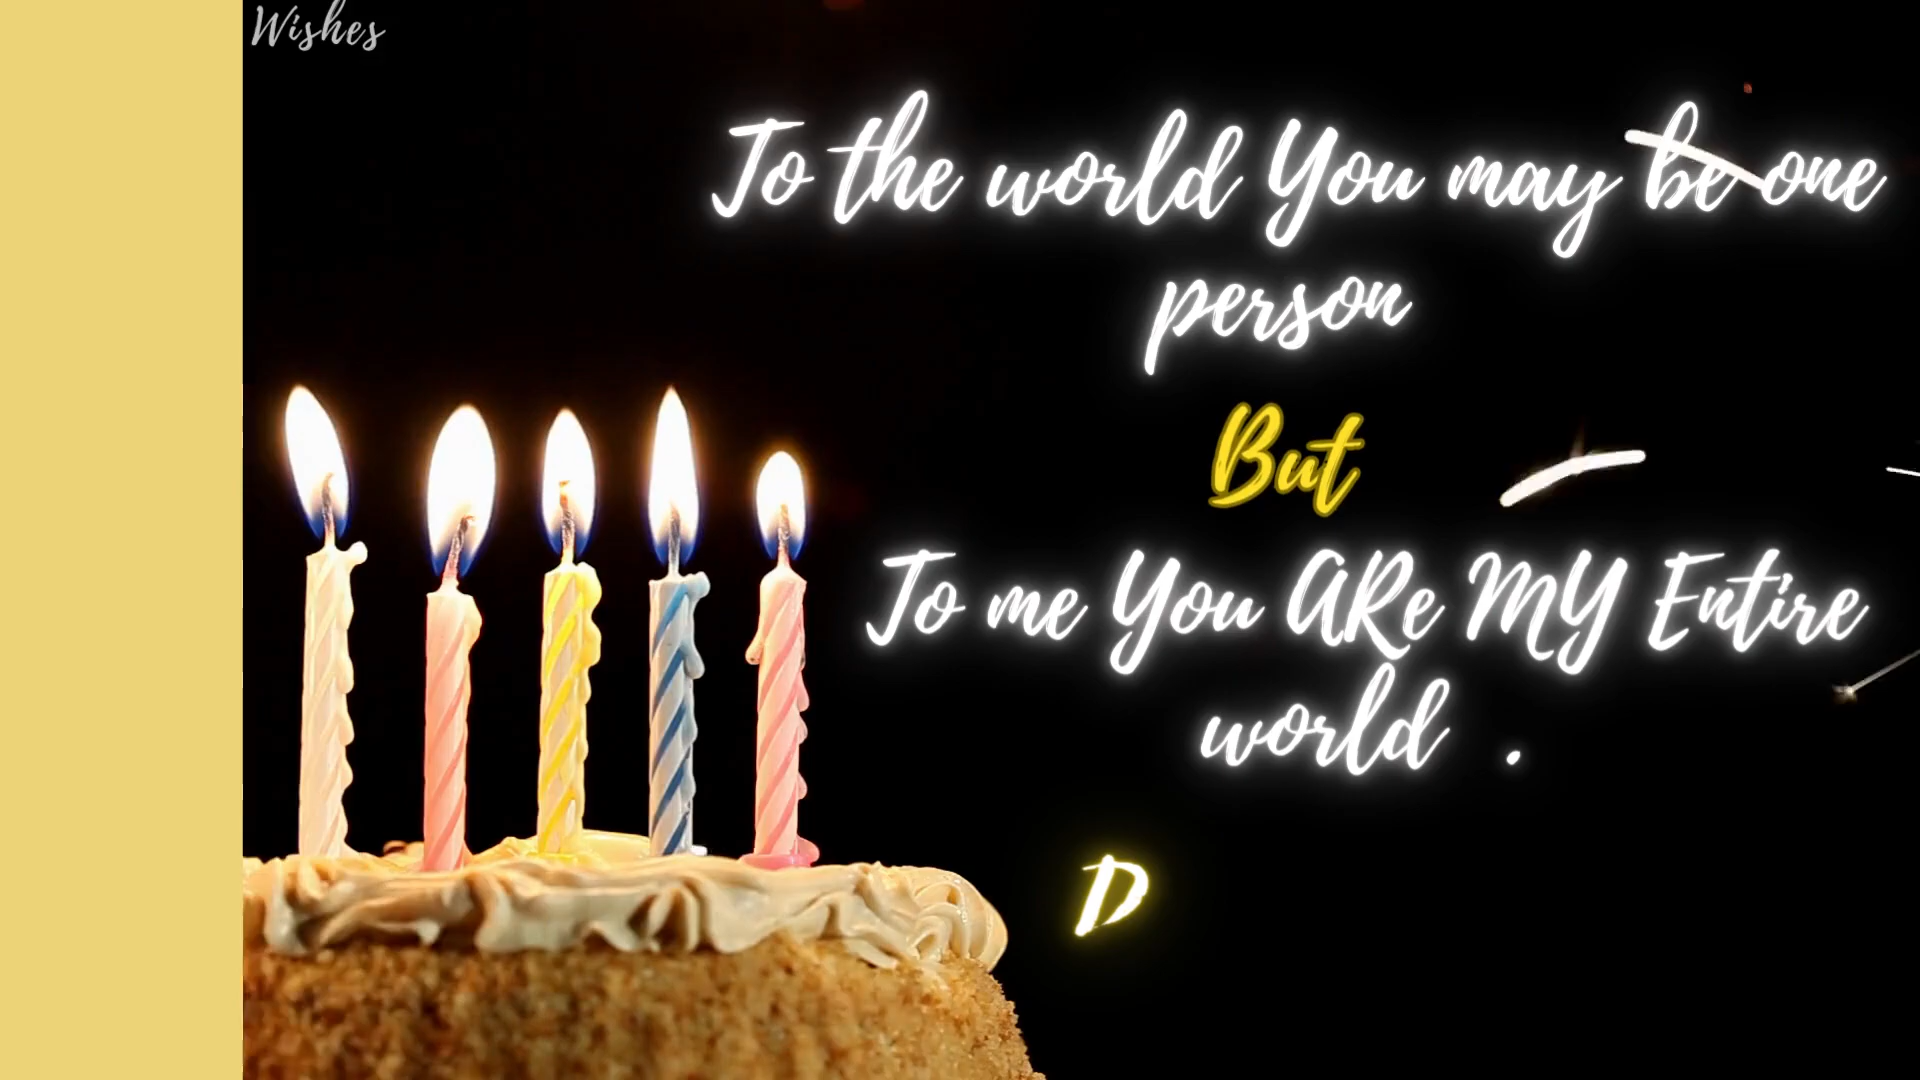 Wishes
To the world You may be one
person
But
To me You ARe MY Entire
world .
D